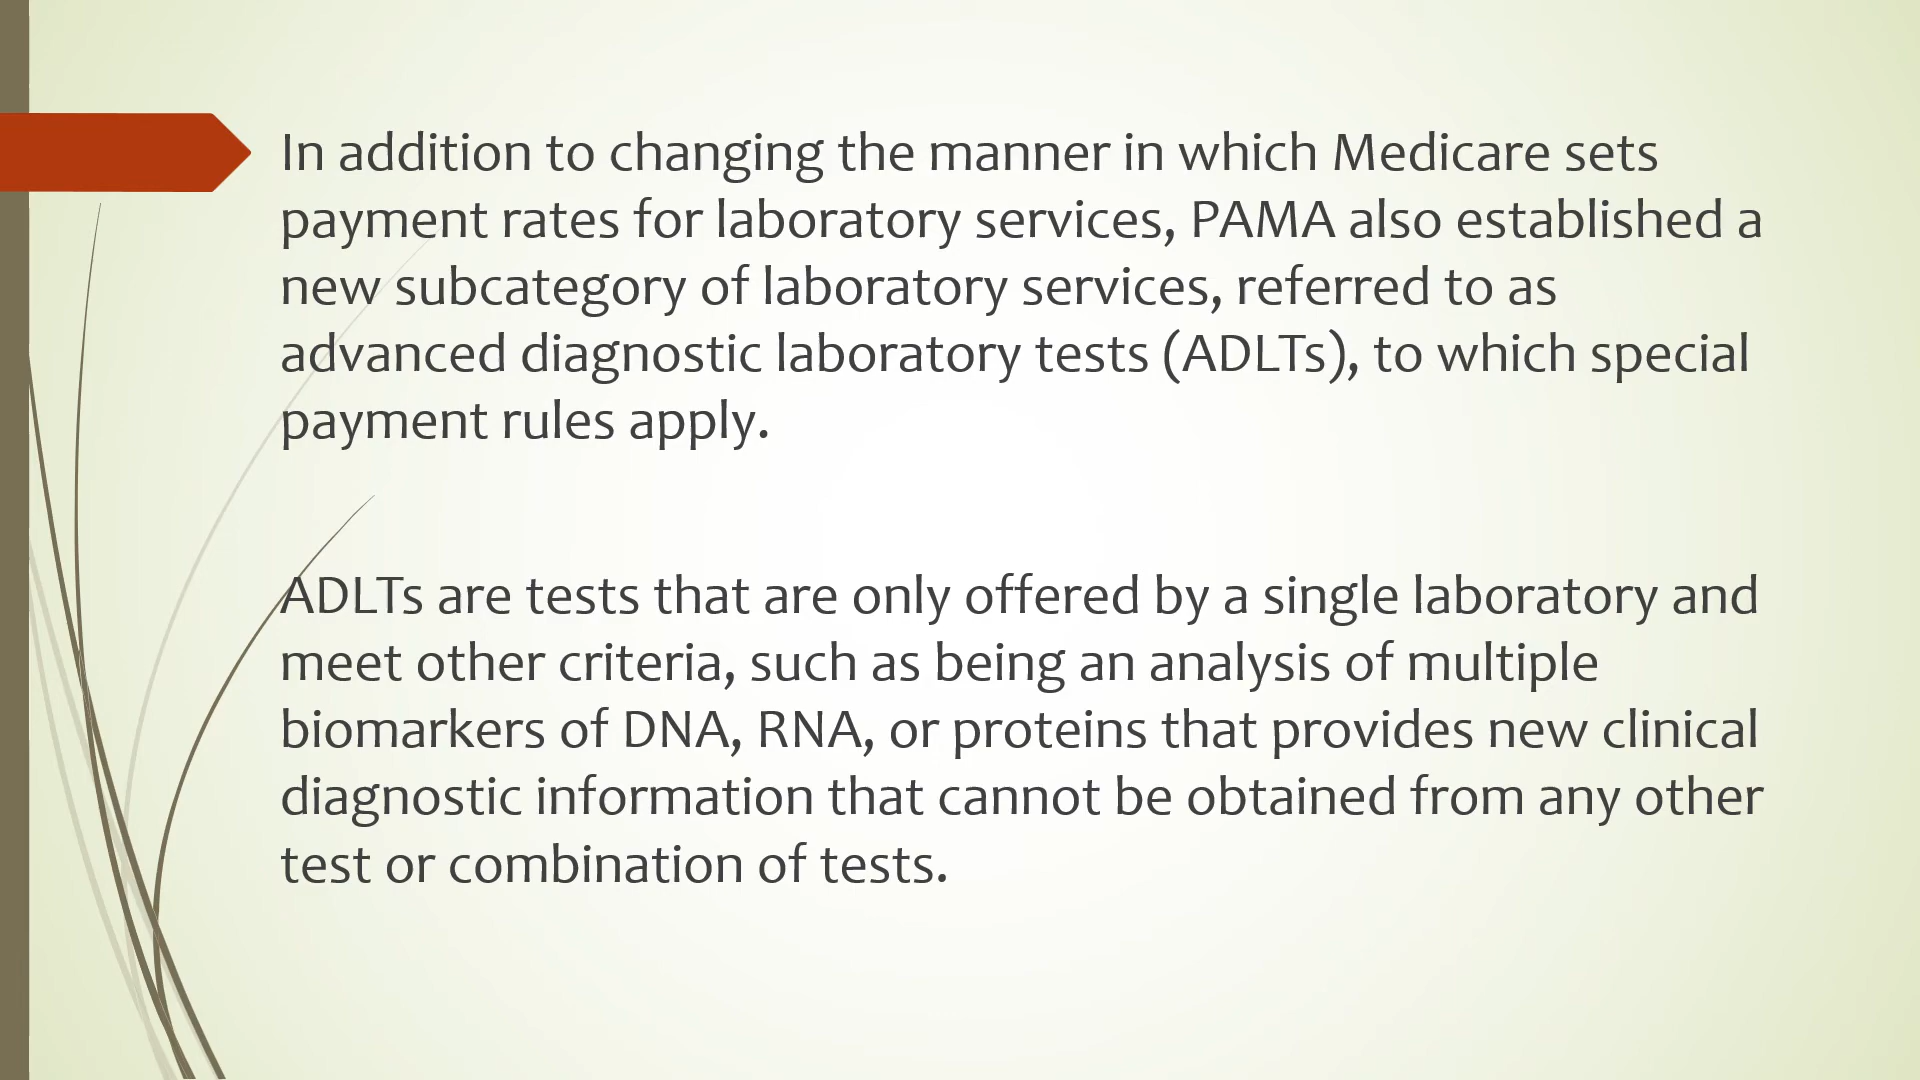 In addition to changing the manner in which Medicare sets
payment rates for laboratory services, PAMA also established a
new subcategory of laboratory services, referred to as
advanced diagnostic laboratory tests (ADLTs), to which special
payment rules apply.
ADLTs are tests that are only offered by a single laboratory and
meet other criteria, such as being an analysis of multiple
biomarkers of DNA, RNA, or proteins that provides new clinical
diagnostic information that cannot be obtained from any other
test or combination of tests.